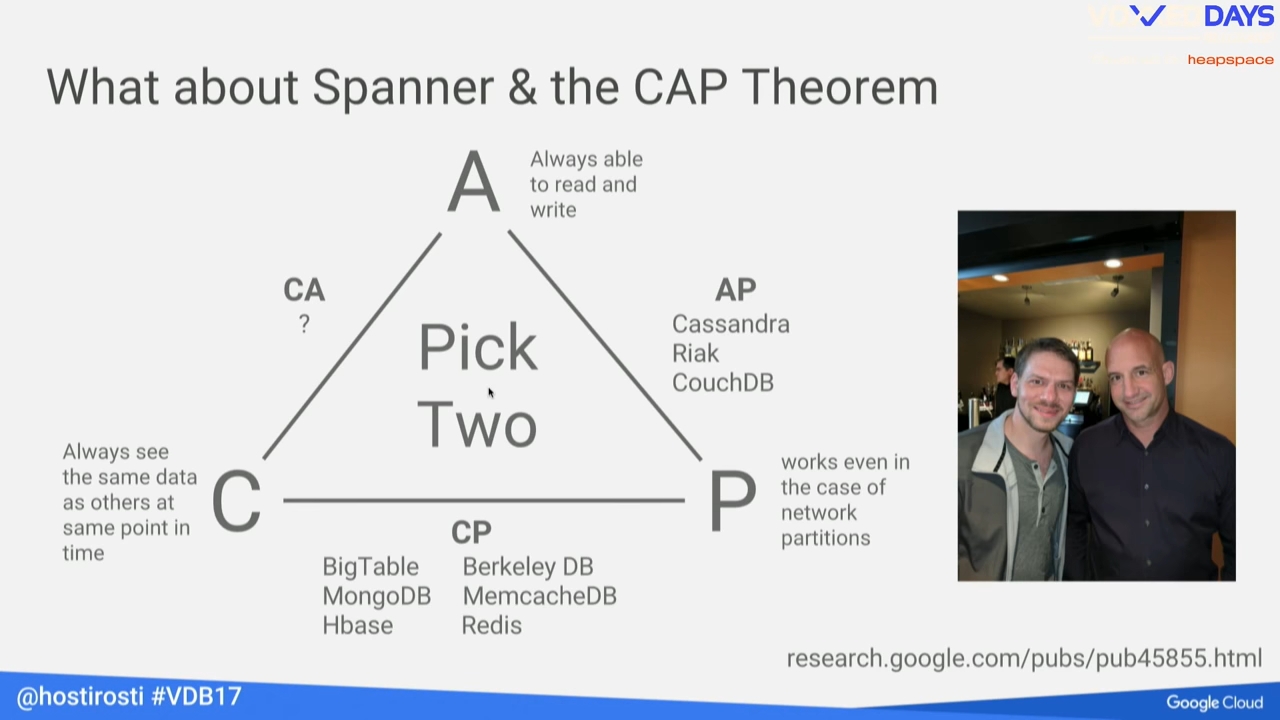 DAYS
heapspace
What about Spanner & the CAP Theorem
A
Always able
to read and
write
CA
?
AP
Cassandra
Riak
CouchDB
Pick
Two
Always see
the same data
as others at
same point in
time
C
P
works even in
the case of
network
partitions
CP
BigTable
MongoDB
Hbase
Berkeley DB
MemcacheDB
Redis
research.google.com/pubs/pub45855.html
@hostirosti #VDB17
Google Cloud